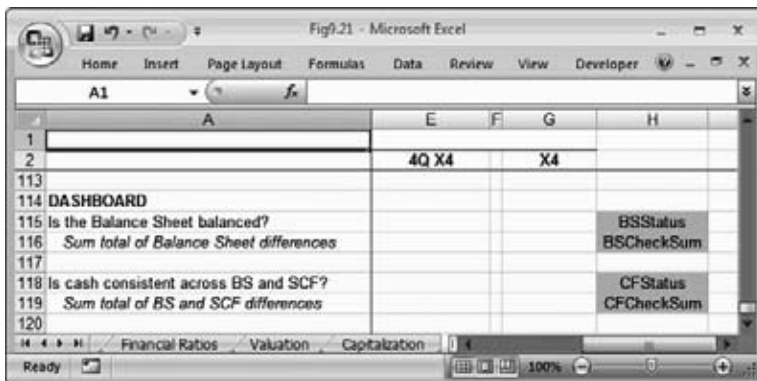 Fig9.21 - Microsoft Excel
Home Insert Page Layout Formulas Data Review View Developer
A1 fx
A E F G H
1
2 4Q X4 X4
113
114 DASHBOARD
115 Is the Balance Sheet balanced? BSStatus
116 Sum total of Balance Sheet differences BSCheckSum
117
118 Is cash consistent across BS and SCF? CFStatus
119 Sum total of BS and SCF differences CFCheckSum
120
Financial Ratios Valuation Capitalization
Ready 100%